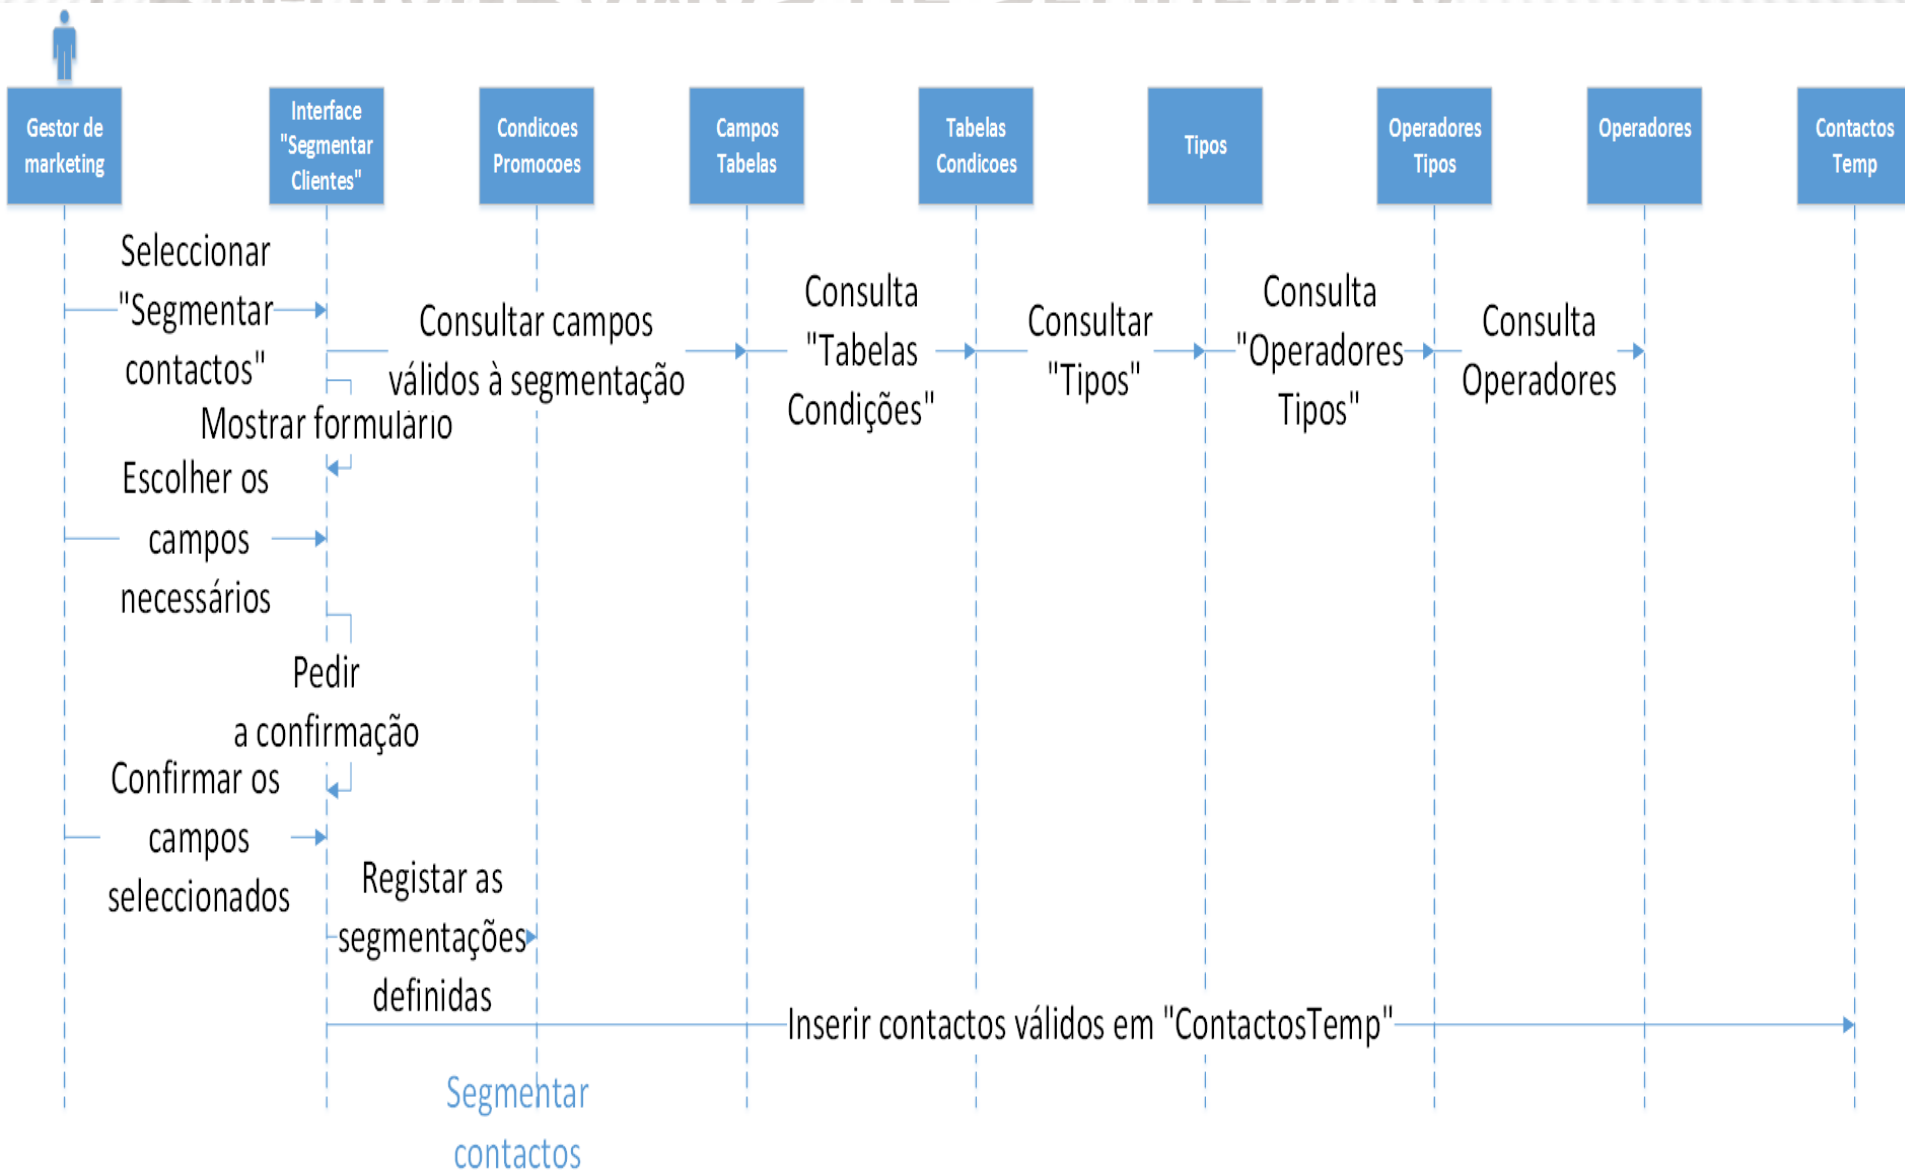 Gestor de
marketing
Interface
"Segmentar
Clientes"
Condicoes
Promocoes
Campos
Tabelas
Tabelas
Condicoes
Tipos
Operadores
Tipos
Operadores
Contactos
Temp
Seleccionar
"Segmentar
contactos"
Consultar campos
válidos à segmentação
Consulta
"Tabelas
Condições"
Consultar
"Tipos"
Consulta
"Operadores
Tipos"
Consulta
Operadores
Mostrar formulário
Escolher os
campos
necessários
Pedir
a confirmação
Confirmar os
campos
seleccionados
Registar as
segmentações
definidas
Inserir contactos válidos em "ContactosTemp"
Segmentar
contactos